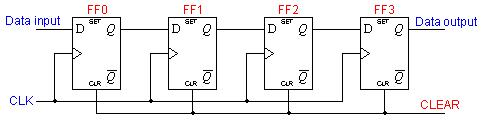 FF0 FF1 FF2 FF3
Data input D SET Q D SET Q D SET Q D SET Q Data output
CLR Q̅ CLR Q̅ CLR Q̅ CLR Q̅
CLK
CLEAR